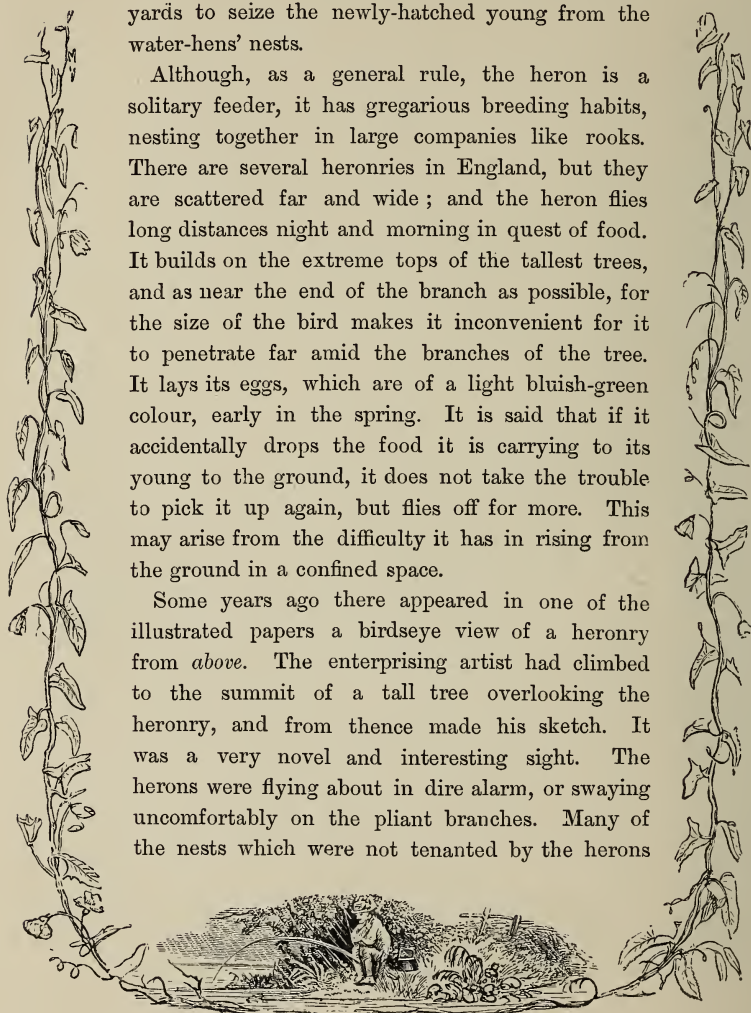 yards to seize the newly-hatched young from the
water-hens' nests.
Although, as a general rule, the heron is a
solitary feeder, it has gregarious breeding habits,
nesting together in large companies like rooks.
There are several heronries in England, but they
are scattered far and wide ; and the heron flies
long distances night and morning in quest of food.
It builds on the extreme tops of the tallest trees,
and as near the end of the branch as possible, for
the size of the bird makes it inconvenient for it
to penetrate far amid the branches of the tree.
It lays its eggs, which are of a light bluish-green
colour, early in the spring. It is said that if it
accidentally drops the food it is carrying to its
young to the ground, it does not take the trouble
to pick it up again, but flies off for more. This
may arise from the difficulty it has in rising from
the ground in a confined space.
Some years ago there appeared in one of the
illustrated papers a birdseye view of a heronry
from above. The enterprising artist had climbed
to the summit of a tall tree overlooking the
heronry, and from thence made his sketch. It
was a very novel and interesting sight. The
herons were flying about in dire alarm, or swaying
uncomfortably on the pliant branches. Many of
the nests which were not tenanted by the herons